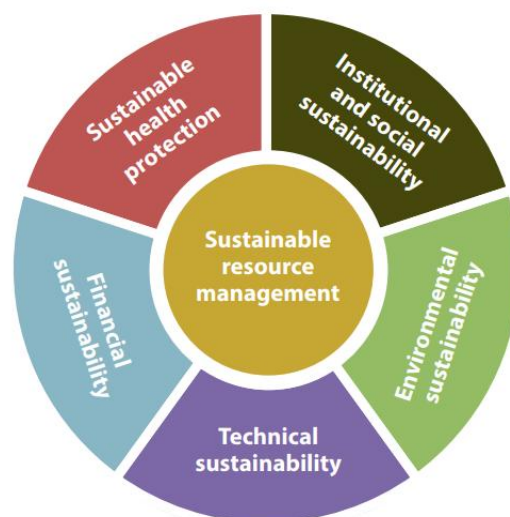 Sustainable
health
protection
Institutional
and social
sustainability
Sustainable
resource
management
Financial
sustainability
Environmental
sustainability
Technical
sustainability